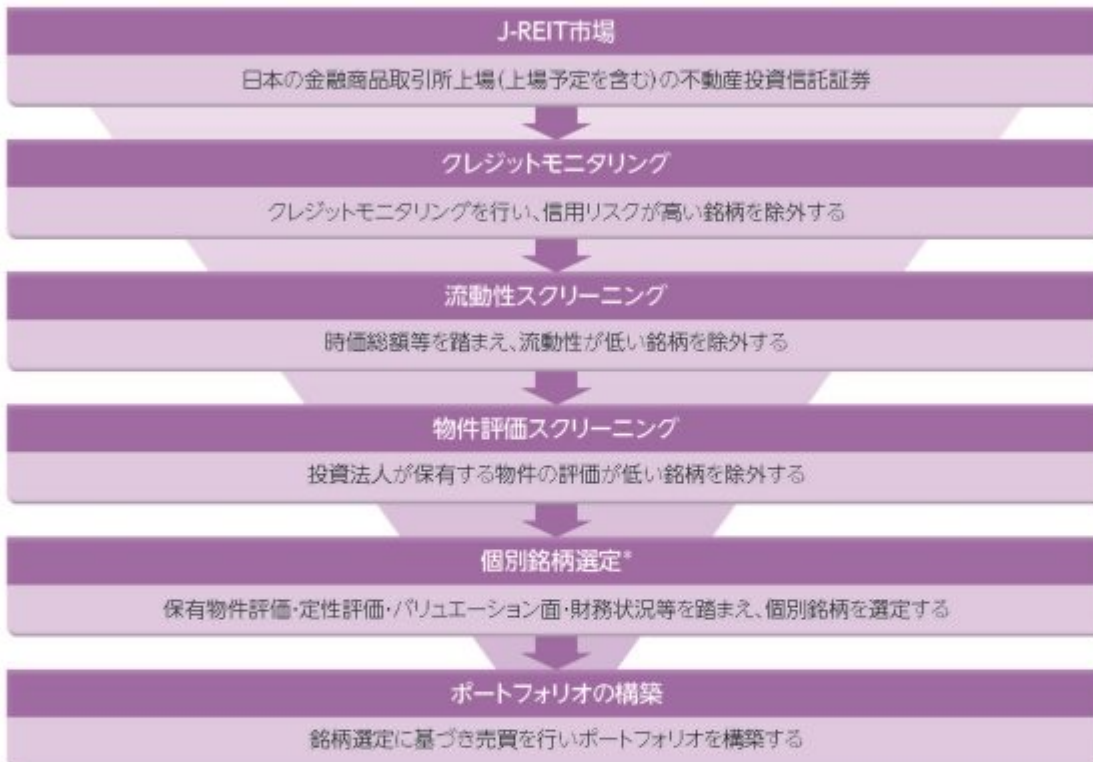 J-REIT市場
日本の金融商品取引所上場(上場予定を含む)の不動産投資信託証券
クレジットモニタリング
クレジットモニタリングを行い、信用リスクが高い銘柄を除外する
流動性スクリーニング
時価総額等を踏まえ、流動性が低い銘柄を除外する
物件評価スクリーニング
投資法人が保有する物件の評価が低い銘柄を除外する
個別銘柄選定*
保有物件評価・定性評価・バリュエーション面・財務状況等を踏まえ、個別銘柄を選定する
ポートフォリオの構築
銘柄選定に基づき売買を行いポートフォリオを構築する